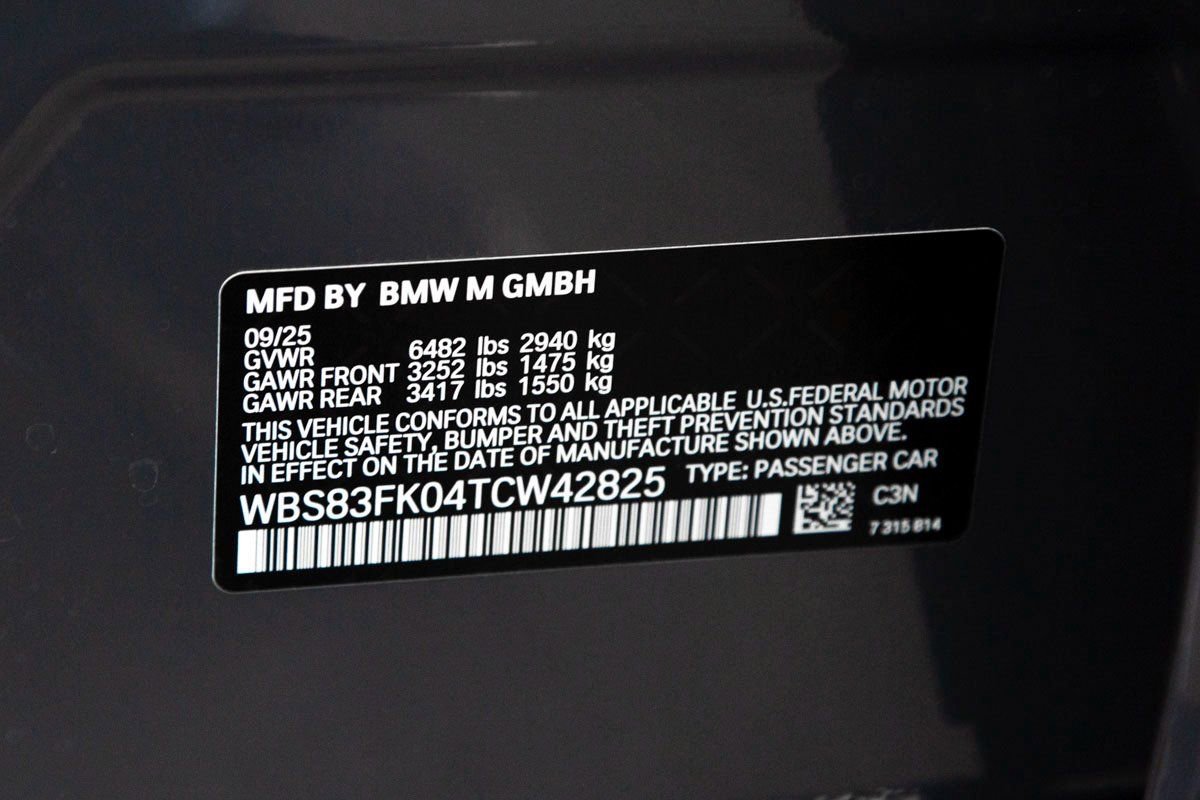 MFD BY BMW M GMBH
09/25
GVWR 6482 lbs 2940 kg
GAWR FRONT 3252 lbs 1475 kg
GAWR REAR 3417 lbs 1550 kg
THIS VEHICLE CONFORMS TO ALL APPLICABLE U.S.FEDERAL MOTOR
VEHICLE SAFETY, BUMPER AND THEFT PREVENTION STANDARDS
IN EFFECT ON THE DATE OF MANUFACTURE SHOWN ABOVE.
WBS83FK04TCW42825 TYPE: PASSENGER CAR
C3N
7 315 814